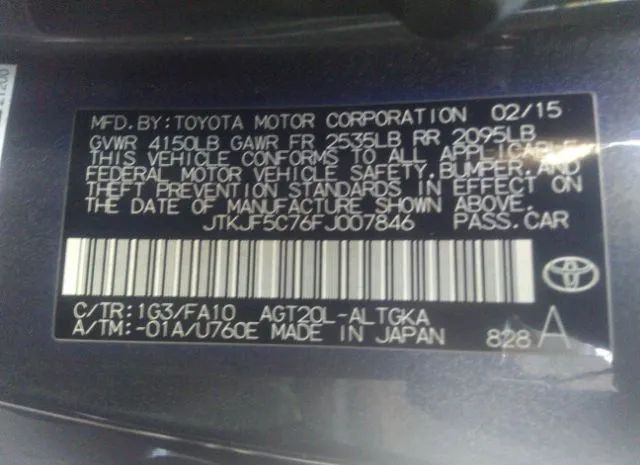 MFD.BY:TOYOTA MOTOR CORPORATION 02/15
GVWR 4150LB GAWR FR 2535LB RR 2095LB
THIS VEHICLE CONFORMS TO ALL APPLICABLE
FEDERAL MOTOR VEHICLE SAFETY,BUMPER,AND
THEFT PREVENTION STANDARDS IN EFFECT ON
THE DATE OF MANUFACTURE SHOWN ABOVE.
JTKJF5C76FJ007846 PASS.CAR
C/TR:1G3/FA10 AGT20L-ALTGKA
A/TM:-01A/U760E MADE IN JAPAN 828 A